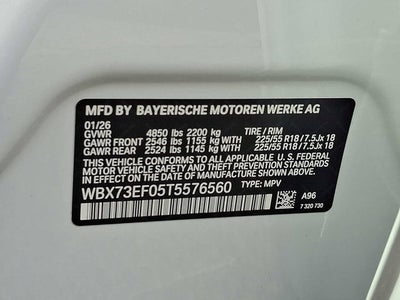 MFD BY BAYERISCHE MOTOREN WERKE AG
01/26
GVWR 4850 lbs 2200 kg TIRE / RIM
GAWR FRONT 2546 lbs 1155 kg WITH 225/55 R18 / 7.5Jx 18
GAWR REAR 2524 lbs 1145 kg WITH 225/55 R18 / 7.5Jx 18
THIS VEHICLE CONFORMS TO ALL APPLICABLE U. S. FEDERAL
MOTOR VEHICLE SAFETY, BUMPER, AND THEFT PREVENTION
STANDARDS IN EFFECT ON THE DATE OF MANUFACTURE SHOWN ABOVE.
WBX73EF05T5576560 TYPE: MPV
A96
7 320 730